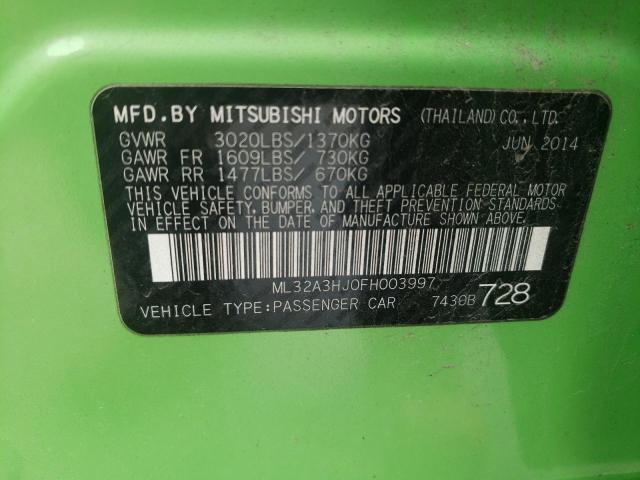 MFD.BY MITSUBISHI MOTORS (THAILAND) CO., LTD.
GVWR 3020LBS/1370KG JUN 2014
GAWR FR 1609LBS/ 730KG
GAWR RR 1477LBS/ 670KG
THIS VEHICLE CONFORMS TO ALL APPLICABLE FEDERAL MOTOR
VEHICLE SAFETY, BUMPER, AND THEFT PREVENTION STANDARDS
IN EFFECT ON THE DATE OF MANUFACTURE SHOWN ABOVE.
ML32A3HJ0FH003997
VEHICLE TYPE:PASSENGER CAR 7430B 728